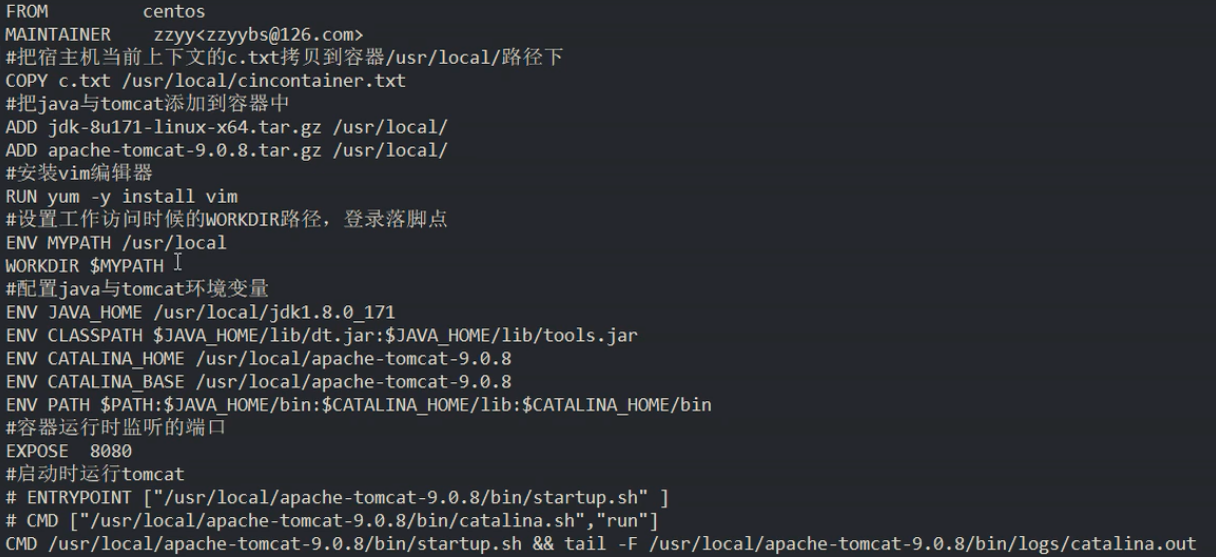 FROM         centos
MAINTAINER    zzyy<zzyybs@126.com>
#把宿主机当前上下文的c.txt拷贝到容器/usr/local/路径下
COPY c.txt /usr/local/cincontainer.txt
#把java与tomcat添加到容器中
ADD jdk-8u171-linux-x64.tar.gz /usr/local/
ADD apache-tomcat-9.0.8.tar.gz /usr/local/
#安装vim编辑器
RUN yum -y install vim
#设置工作访问时候的WORKDIR路径，登录落脚点
ENV MYPATH /usr/local
WORKDIR $MYPATH
#配置java与tomcat环境变量
ENV JAVA_HOME /usr/local/jdk1.8.0_171
ENV CLASSPATH $JAVA_HOME/lib/dt.jar:$JAVA_HOME/lib/tools.jar
ENV CATALINA_HOME /usr/local/apache-tomcat-9.0.8
ENV CATALINA_BASE /usr/local/apache-tomcat-9.0.8
ENV PATH $PATH:$JAVA_HOME/bin:$CATALINA_HOME/lib:$CATALINA_HOME/bin
#容器运行时监听的端口
EXPOSE  8080
#启动时运行tomcat
# ENTRYPOINT ["/usr/local/apache-tomcat-9.0.8/bin/startup.sh" ]
# CMD ["/usr/local/apache-tomcat-9.0.8/bin/catalina.sh","run"]
CMD /usr/local/apache-tomcat-9.0.8/bin/startup.sh && tail -F /usr/local/apache-tomcat-9.0.8/bin/logs/catalina.out